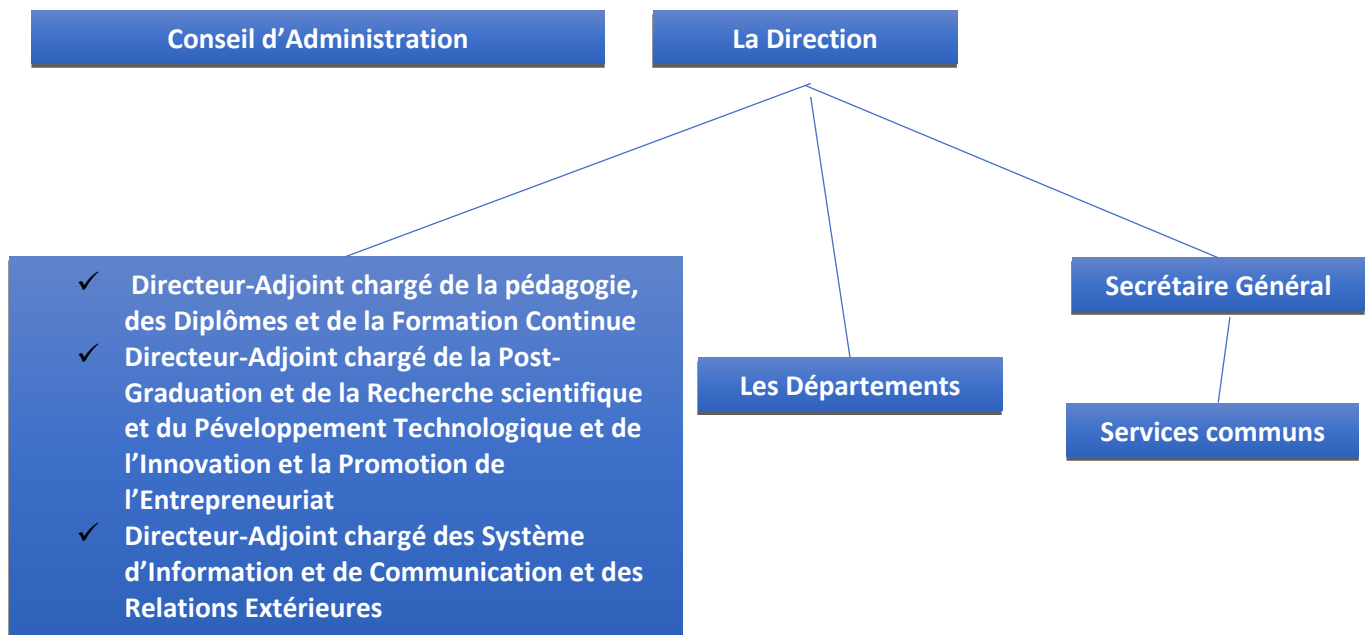 Conseil d’Administration
La Direction
✓ Directeur-Adjoint chargé de la pédagogie,
des Diplômes et de la Formation Continue
✓ Directeur-Adjoint chargé de la Post-
Graduation et de la Recherche scientifique
et du Péveloppement Technologique et de
l’Innovation et la Promotion de
l’Entrepreneuriat
✓ Directeur-Adjoint chargé des Système
d’Information et de Communication et des
Relations Extérieures
Les Départements
Secrétaire Général
Services communs